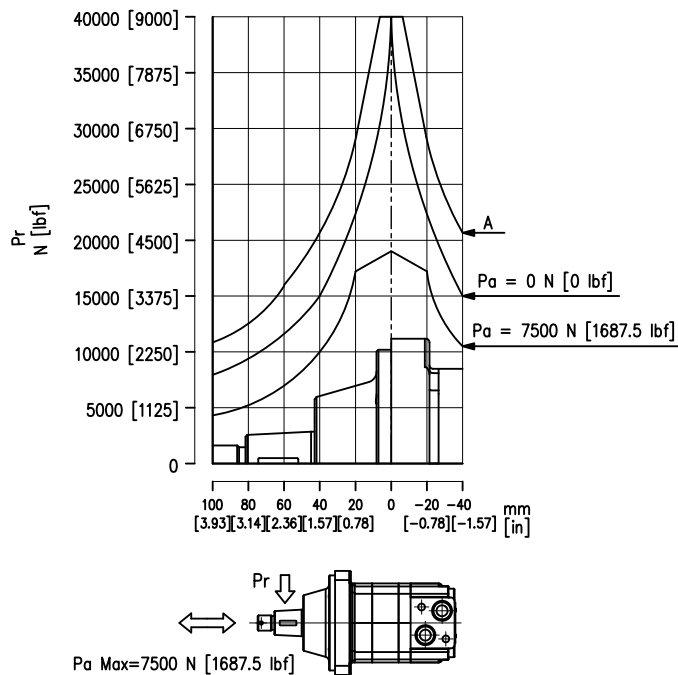 40000 [9000]
35000 [7875]
30000 [6750]
25000 [5625]
20000 [4500]
15000 [3375]
10000 [2250]
5000 [1125]
0
Pr
N [lbf]
A
Pa = 0 N [0 lbf]
Pa = 7500 N [1687.5 lbf]
100 80 60 40 20 0 -20 -40 mm
[3.93][3.14][2.36][1.57][0.78] [-0.78][-1.57] [in]
Pr
Pa Max=7500 N [1687.5 lbf]